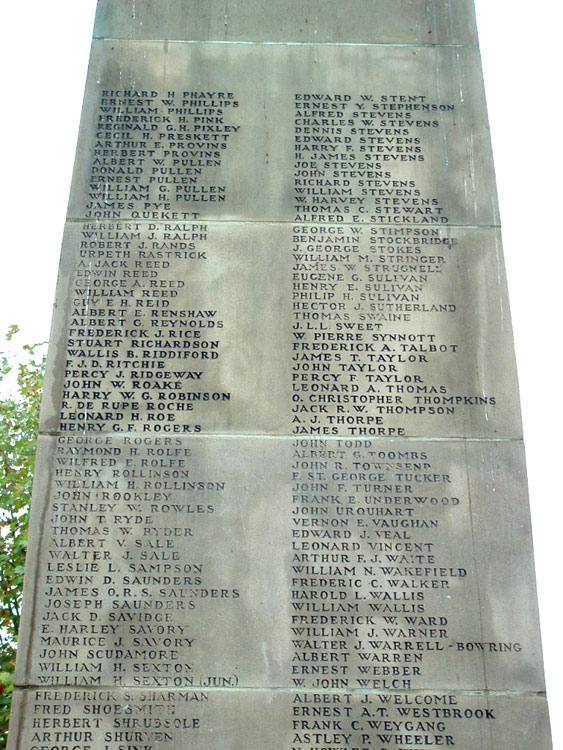 RICHARD H PHAYRE
ERNEST W. PHILLIPS
WILLIAM PHILLIPS
FREDERICK H. PINK
REGINALD G.H. PIXLEY
CECIL H. PRESKETT
ARTHUR E. PROVINS
HERBERT PROVINS
ALBERT W. PULLEN
DONALD PULLEN
ERNEST PULLEN
WILLIAM G. PULLEN
WILLIAM H. PULLEN
JAMES PYE
JOHN QUEKETT
HERBERT D. RALPH
WILLIAM J. RALPH
ROBERT J. RANDS
URPETH RASTRICK
A. JACK REED
EDWIN REED
GEORGE A. REED
WILLIAM REED
GUY E.H. REID
ALBERT E. RENSHAW
ALBERT G. REYNOLDS
FREDERICK J. RICE
STUART RICHARDSON
WALLIS B. RIDDIFORD
F.J.D. RITCHIE
PERCY J. RIDGEWAY
JOHN W. ROAKE
HARRY W. G. ROBINSON
R. DE RUPE ROCHE
LEONARD H. ROE
HENRY G.F. ROGERS
GEORGE ROGERS
RAYMOND H. ROLFE
WILFRED E. ROLFE
HENRY ROLLINSON
WILLIAM H. ROLLINSON
JOHN ROOKLEY
STANLEY W. ROWLES
JOHN T. RYDE
THOMAS W. RYDER
ALBERT V. SALE
WALTER J. SALE
LESLIE L. SAMPSON
EDWIN D. SAUNDERS
JAMES O.R.S. SAUNDERS
JOSEPH SAUNDERS
JACK D. SAVIDGE
E. HARLEY SAVORY
MAURICE J. SAVORY
JOHN SCUDAMORE
WILLIAM H. SEXTON
WILLIAM H. SEXTON (JUN.)
FREDERICK S. SHARMAN
FRED SHOESMITH
HERBERT SHRUBSOLE
ARTHUR SHURVEN
GEORGE J. SINK
EDWARD W. STENT
ERNEST Y. STEPHENSON
ALFRED STEVENS
CHARLES W. STEVENS
DENNIS STEVENS
EDWARD STEVENS
HARRY F. STEVENS
H. JAMES STEVENS
JOE STEVENS
JOHN STEVENS
RICHARD STEVENS
WILLIAM STEVENS
W. HARVEY STEVENS
THOMAS C. STEWART
ALFRED E. STICKLAND
GEORGE W. STIMPSON
BENJAMIN STOCKBRIDGE
J. GEORGE STOKES
WILLIAM M. STRINGER
JAMES W. STRUGNELL
EUGENE G. SULIVAN
HENRY E. SULIVAN
PHILIP H. SULIVAN
HECTOR J. SUTHERLAND
THOMAS SWAINE
J.L.L. SWEET
W. PIERRE SYNNOTT
FREDERICK A. TALBOT
JAMES T. TAYLOR
JOHN TAYLOR
PERCY F. TAYLOR
LEONARD A. THOMAS
O. CHRISTOPHER THOMPKINS
JACK R.W. THOMPSON
A. J. THORPE
JAMES THORPE
JOHN TODD
ALBERT G. TOOMBS
JOHN R. TOWNSEND
F. ST. GEORGE TUCKER
JOHN F. TURNER
FRANK E. UNDERWOOD
JOHN URQUHART
VERNON E. VAUGHAN
EDWARD J. VEAL
LEONARD VINCENT
ARTHUR F.J. WAITE
WILLIAM N. WAKEFIELD
FREDERIC C. WALKER
HAROLD L. WALLIS
WILLIAM WALLIS
FREDERICK W. WARD
WILLIAM J. WARNER
WALTER J. WARRELL-BOWRING
ALBERT WARREN
ERNEST WEBBER
W. JOHN WELCH
ALBERT J. WELCOME
ERNEST A.T. WESTBROOK
FRANK C. WEYGANG
ASTLEY P. WHEELER